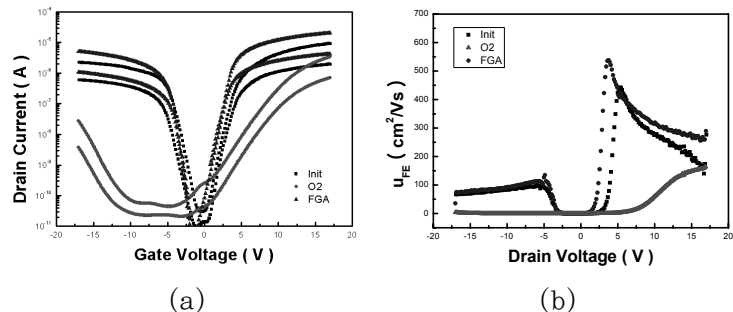 10⁻⁴
10⁻⁵
10⁻⁶
10⁻⁷
10⁻⁸
10⁻⁹
10⁻¹⁰
10⁻¹¹
Drain Current ( A )
Init
O2
FGA
-20 -15 -10 -5 0 5 10 15 20
Gate Voltage ( V )
(a)
700
600
500
400
300
200
100
0
u_FE ( cm²/Vs)
Init
O2
FGA
-20 -15 -10 -5 0 5 10 15 20
Drain Voltage ( V )
(b)